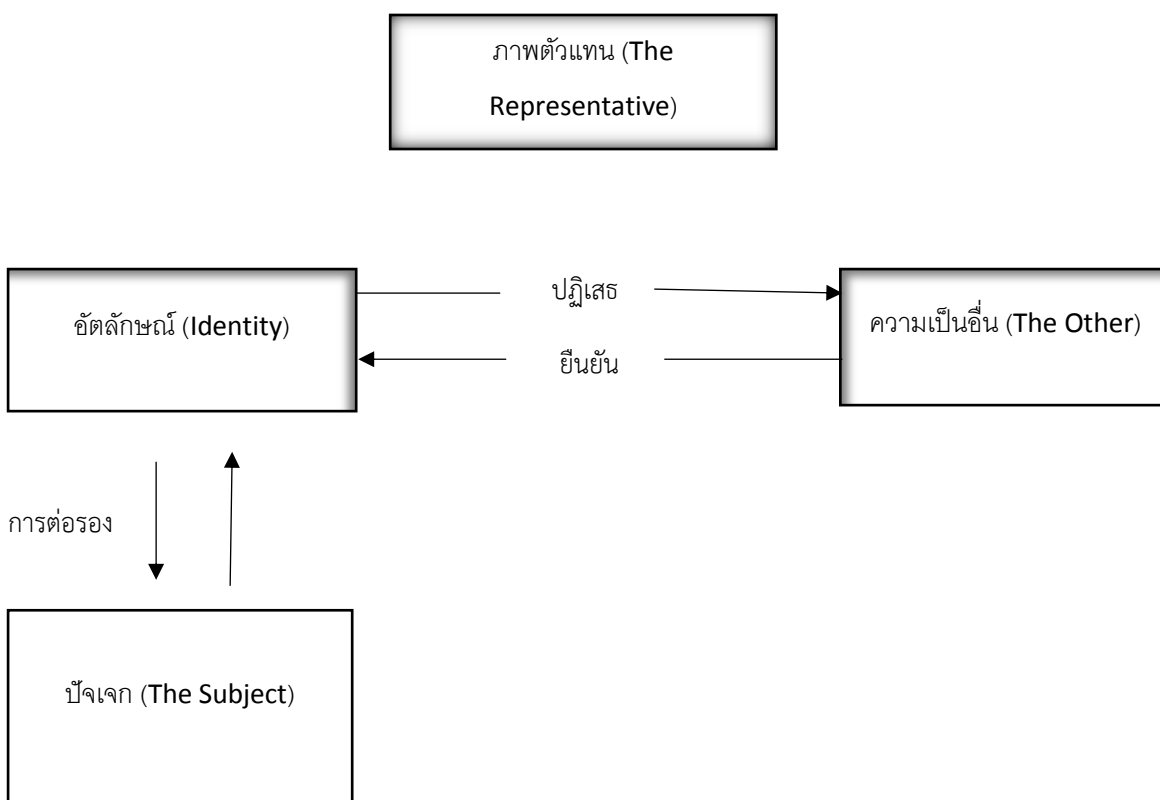 ภาพตัวแทน (The
Representative)
อัตลักษณ์ (Identity)
ปฏิเสธ
ความเป็นอื่น (The Other)
ยืนยัน
การต่อรอง
ปัจเจก (The Subject)